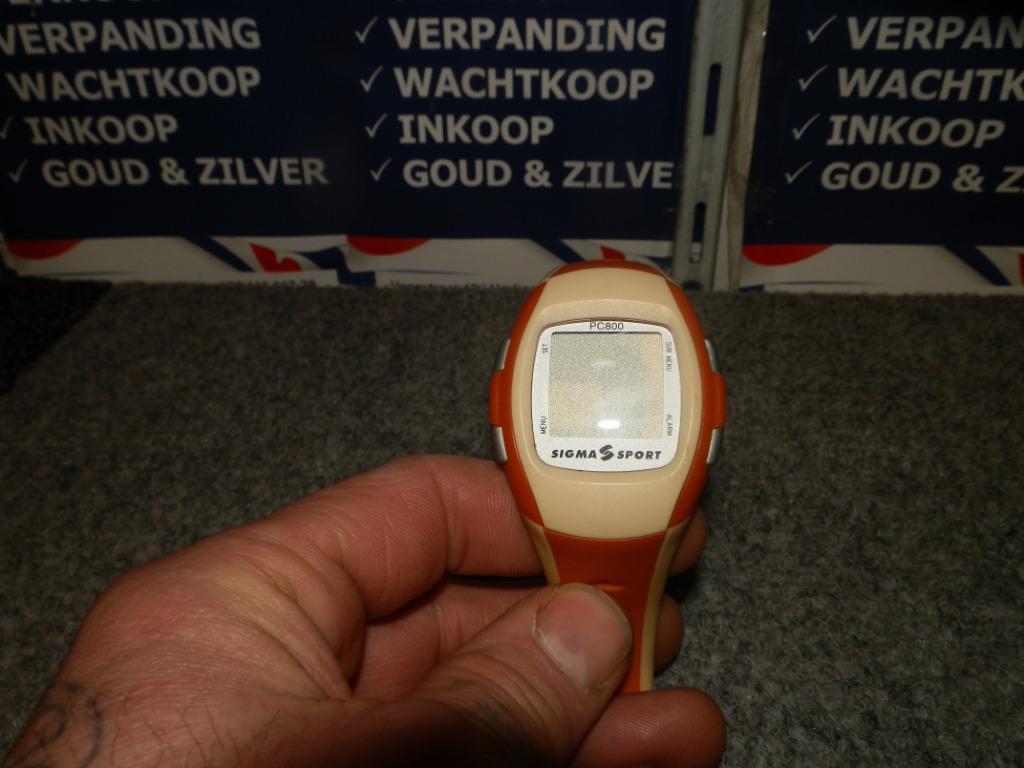 VERPANDING
WACHTKOOP
✓ INKOOP
✓ GOUD & ZILVER
✓ VERPANDING
✓ WACHTKOOP
✓ INKOOP
✓ GOUD & ZILVE
✓ VERPAN
✓ WACHTK
✓ INKOOP
✓ GOUD & Z
PC800
SET
SUB MENU
MENU
ALARM
SIGMA SPORT